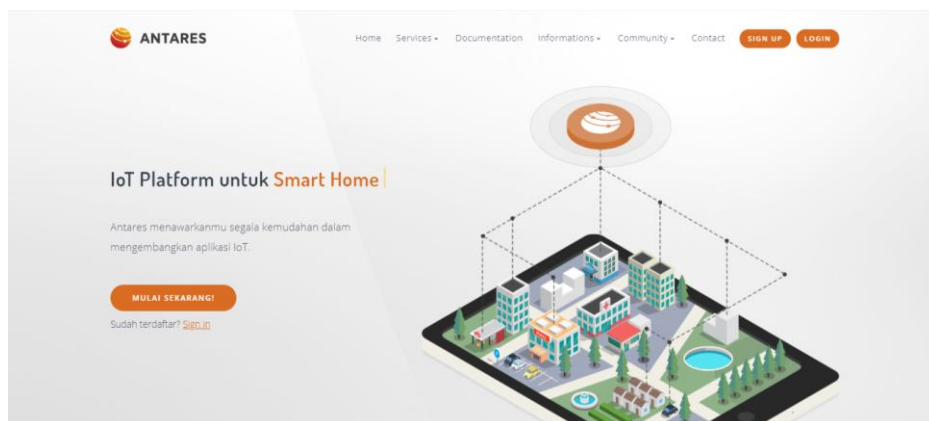 ANTARES
Home Services Documentation Informations Community Contact SIGN UP LOGIN
IoT Platform untuk Smart Home
Antares menawarkanmu segala kemudahan dalam
mengembangkan aplikasi IoT.
MULAI SEKARANG!
Sudah terdaftar? Sign in